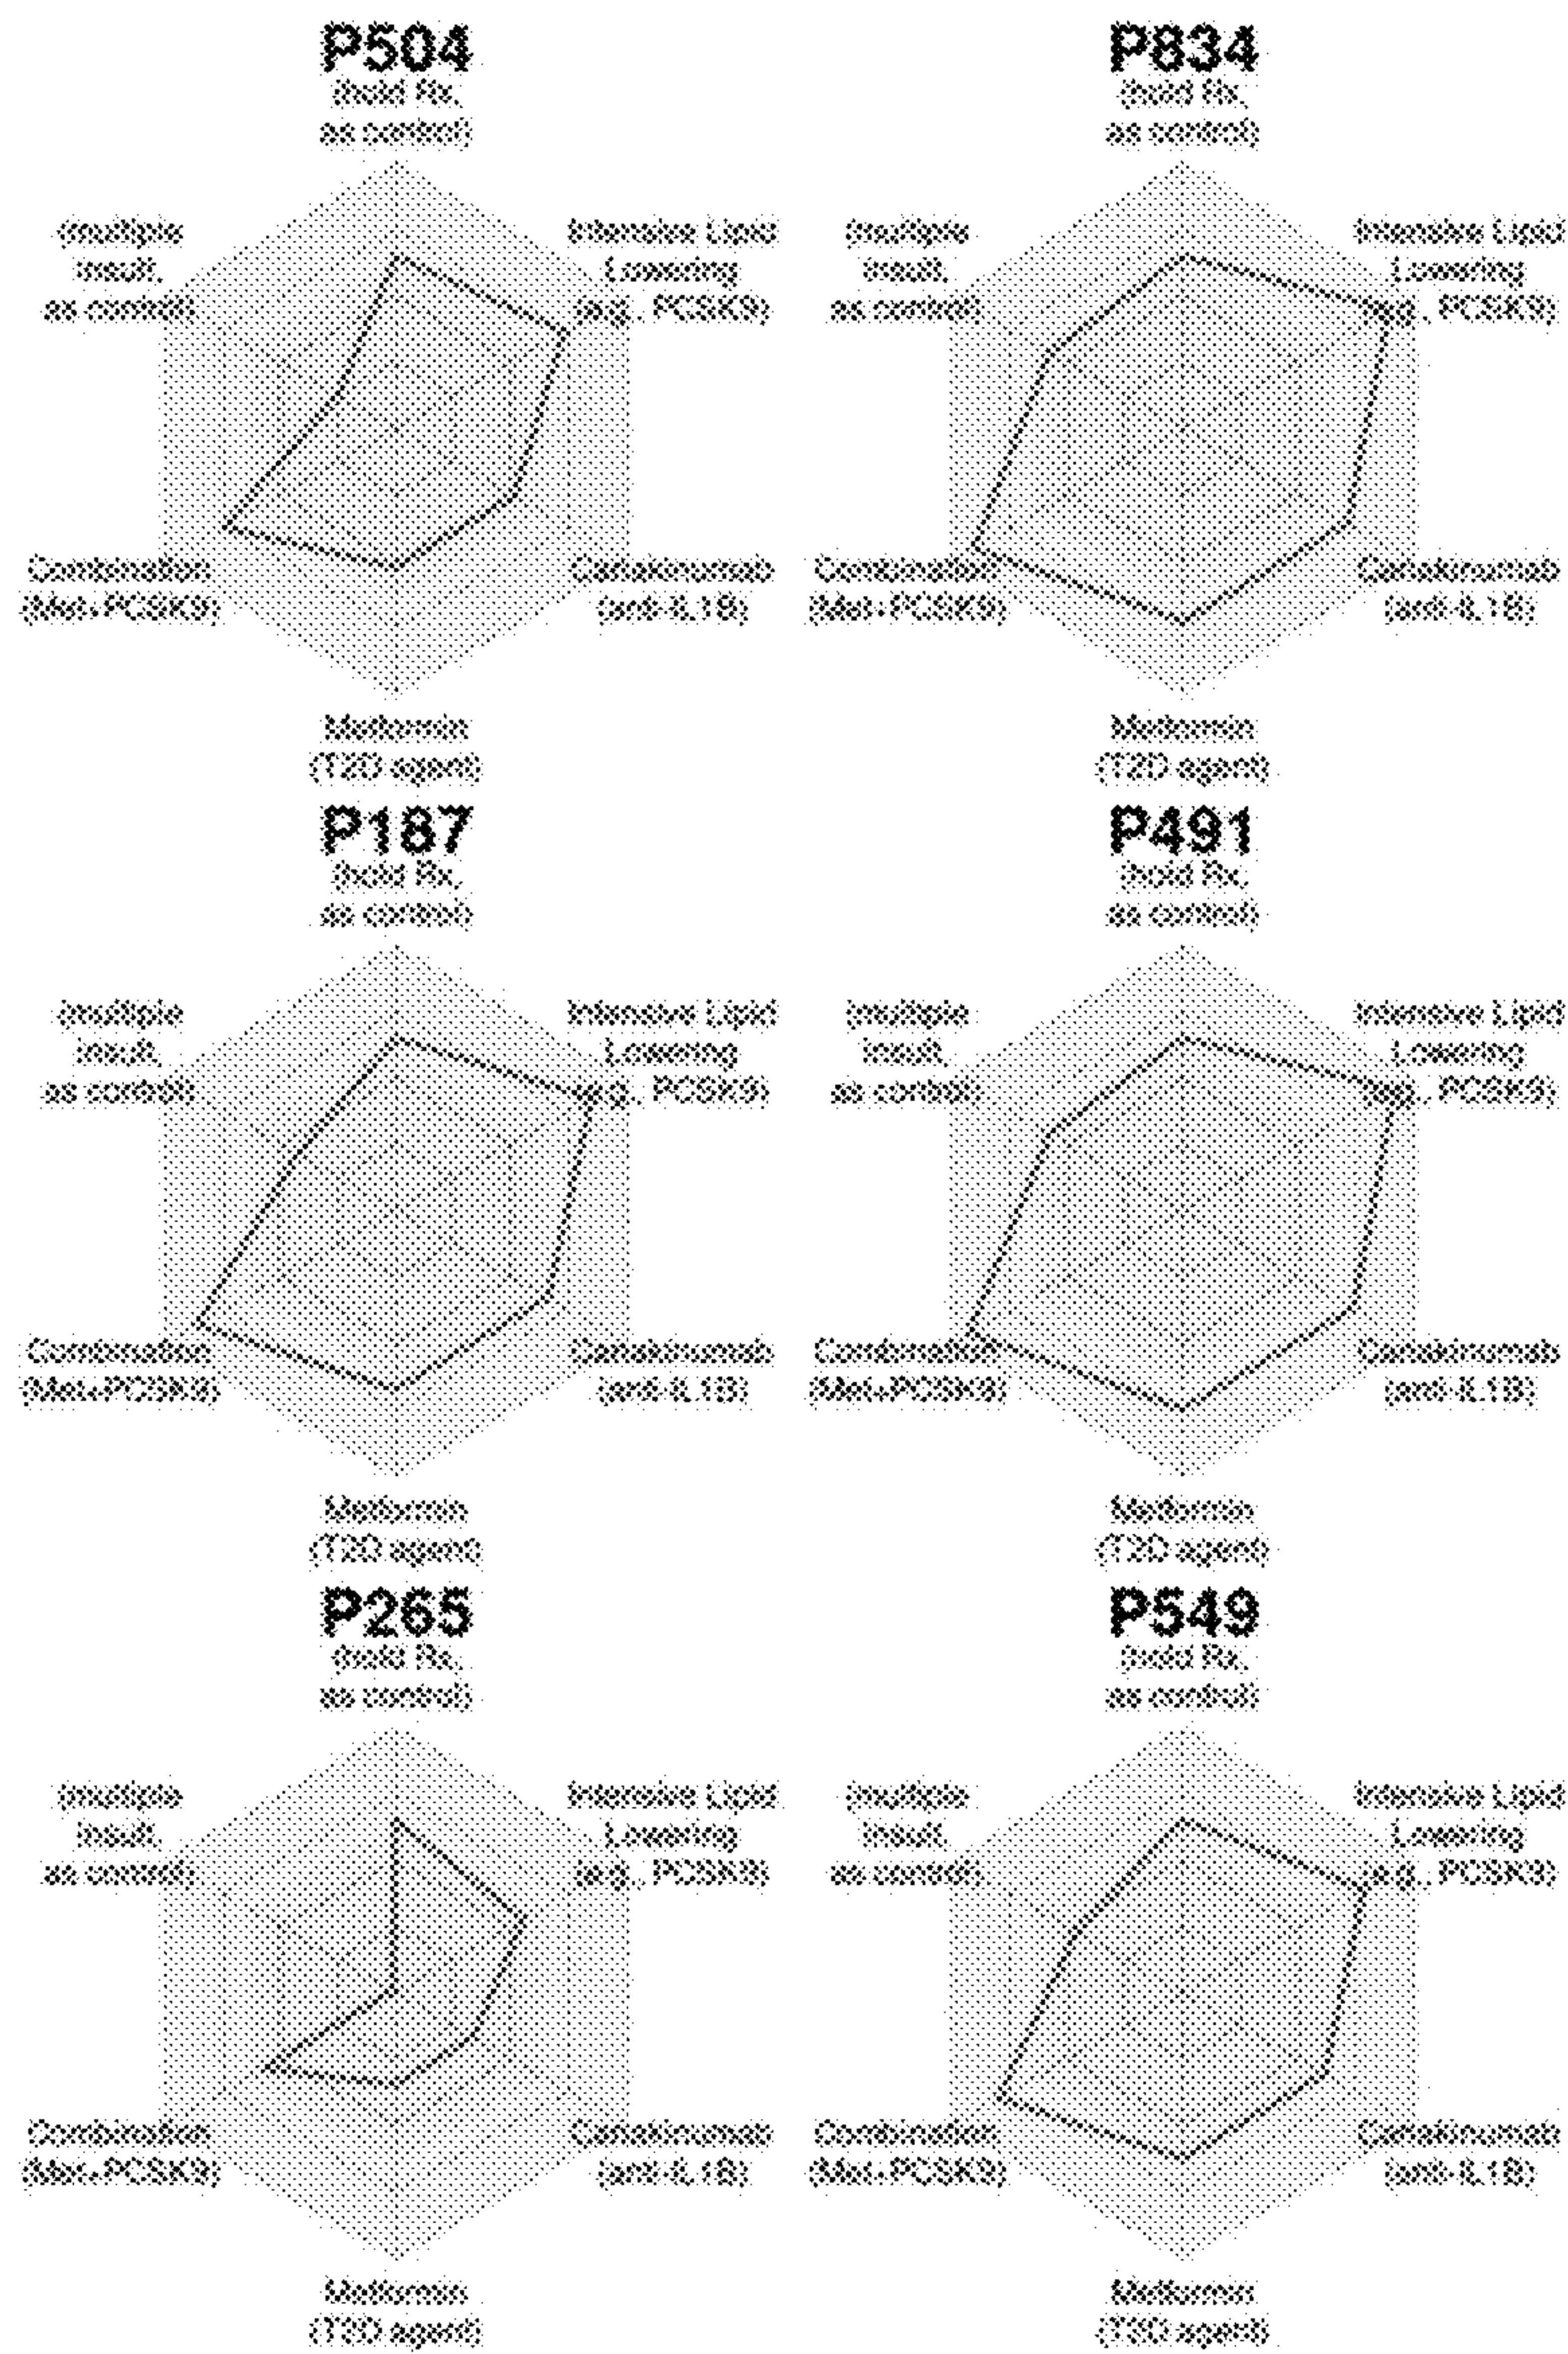 P504
(hold Rx,
as control)
(multiple
insult,
as control)
Intensive Lipid
Lowering
(e.g., PCSK9)
Combination
(Met+PCSK9)
Canakinumab
(anti-IL1B)
Metformin
(T2D agent)
P834
(hold Rx,
as control)
(multiple
insult,
as control)
Intensive Lipid
Lowering
(e.g., PCSK9)
Combination
(Met+PCSK9)
Canakinumab
(anti-IL1B)
Metformin
(T2D agent)
P187
(hold Rx,
as control)
(multiple
insult,
as control)
Intensive Lipid
Lowering
(e.g., PCSK9)
Combination
(Met+PCSK9)
Canakinumab
(anti-IL1B)
Metformin
(T2D agent)
P491
(hold Rx,
as control)
(multiple
insult,
as control)
Intensive Lipid
Lowering
(e.g., PCSK9)
Combination
(Met+PCSK9)
Canakinumab
(anti-IL1B)
Metformin
(T2D agent)
P265
(hold Rx,
as control)
(multiple
insult,
as control)
Intensive Lipid
Lowering
(e.g., PCSK9)
Combination
(Met+PCSK9)
Canakinumab
(anti-IL1B)
Metformin
(T2D agent)
P549
(hold Rx,
as control)
(multiple
insult,
as control)
Intensive Lipid
Lowering
(e.g., PCSK9)
Combination
(Met+PCSK9)
Canakinumab
(anti-IL1B)
Metformin
(T2D agent)